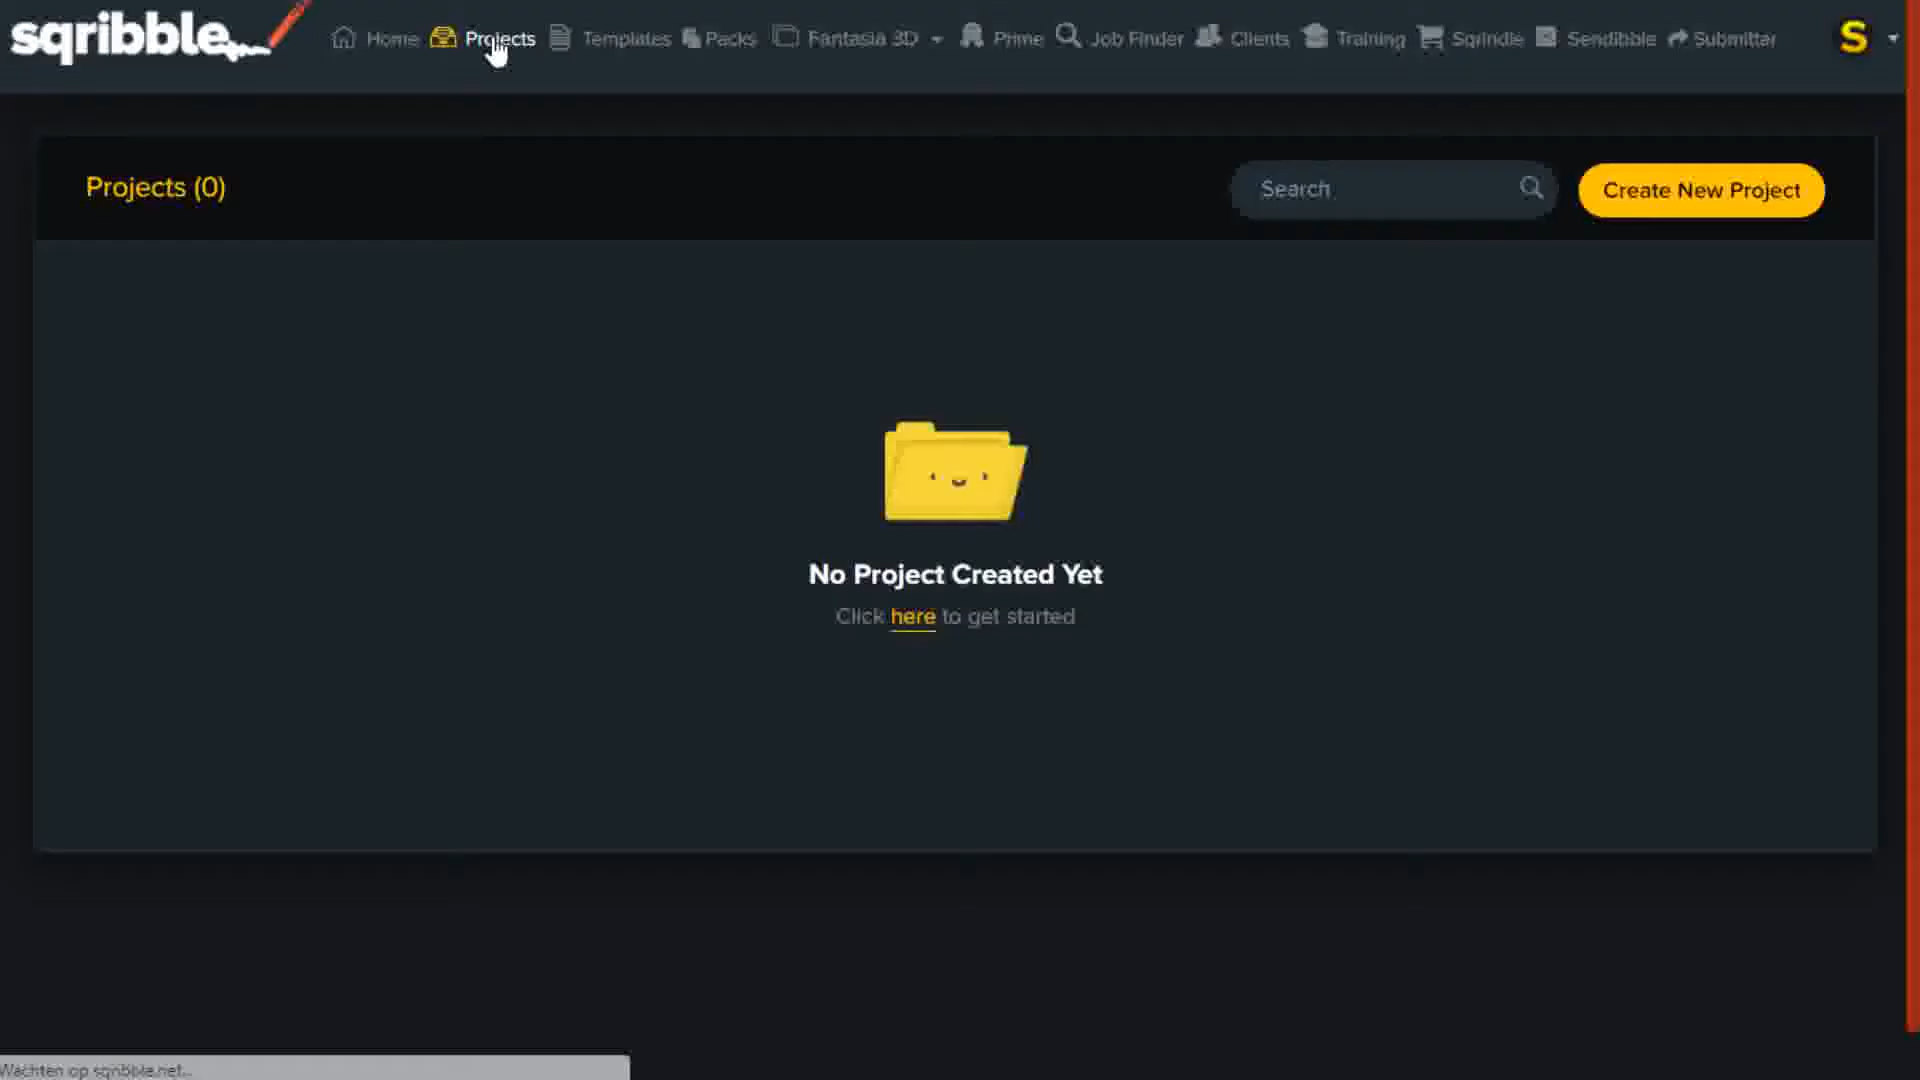 sqribble
Home Projects Templates Packs Fantasia 3D Prime Job Finder Clients Training Sqrindle Sendibble Submitter S
Projects (0)
Search
Create New Project
No Project Created Yet
Click here to get started
Wachten op sqribble.net...